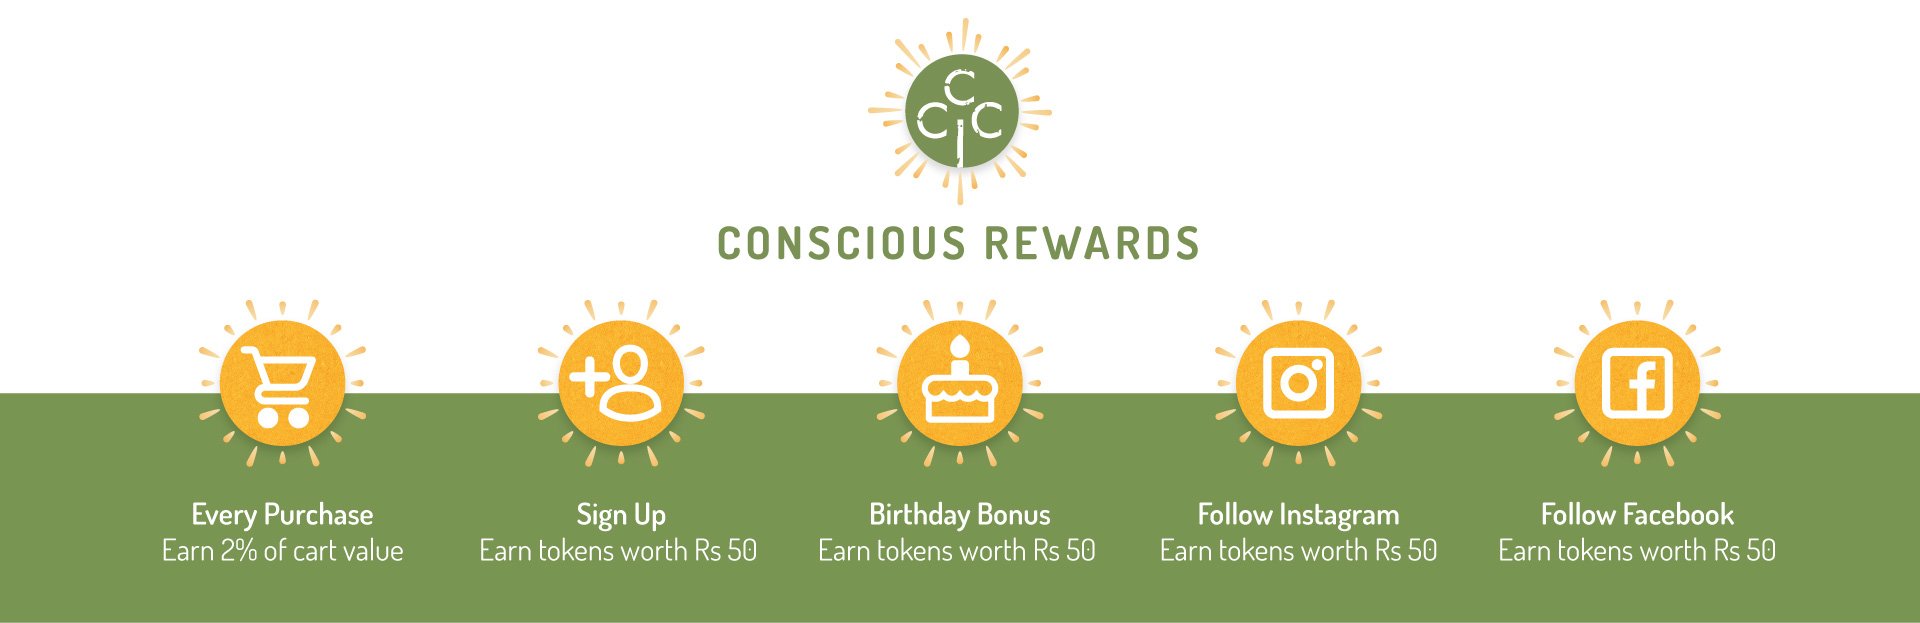 C
C C
I
CONSCIOUS REWARDS
Every Purchase
Earn 2% of cart value
Sign Up
Earn tokens worth Rs 50
Birthday Bonus
Earn tokens worth Rs 50
Follow Instagram
Earn tokens worth Rs 50
Follow Facebook
Earn tokens worth Rs 50